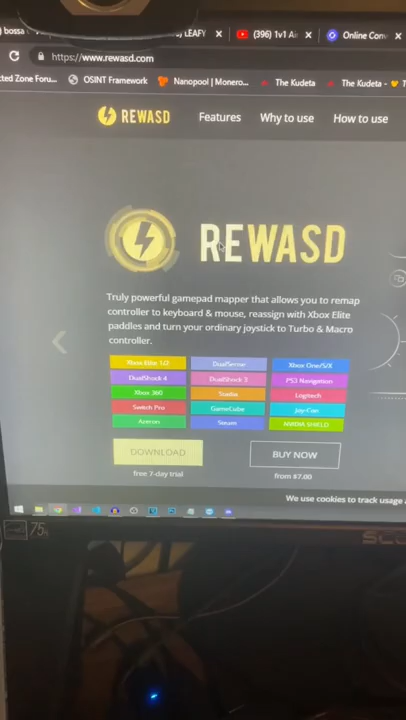 LEAFY
(396) 1v1
Online Con
https://www.rewasd.com
cted Zone Foru...
OSINT Framework
Nanopool | Monero...
The Kudeta
The Kudeta -
REWASD
Features
Why to use
How to use
REWASD
Truly powerful gamepad mapper that allows you to remap
controller to keyboard & mouse, reassign with Xbox Elite
paddles and turn your ordinary joystick to Turbo & Macro
controller.
Xbox Elite 1/2
DualSense
Xbox One/S/X
DualShock 4
DualShock 3
PS3 Navigation
Xbox 360
Stadia
Logitech
Switch Pro
GameCube
Joy-Con
Azeron
Steam
NVIDIA SHIELD
DOWNLOAD
BUY NOW
free 7-day trial
from $7.00
We use cookies to track usage
75